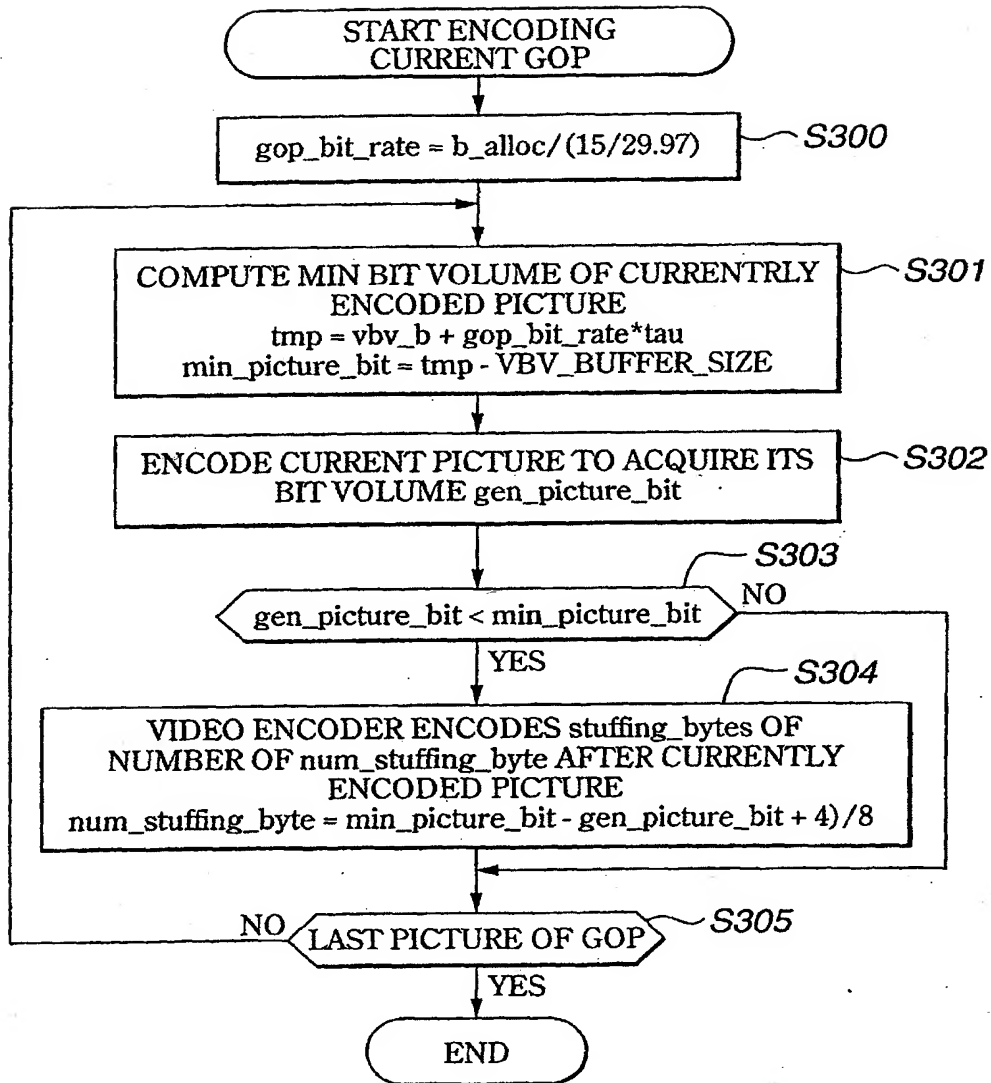 START ENCODING
CURRENT GOP
gop_bit_rate = b_alloc/(15/29.97)
S300
COMPUTE MIN BIT VOLUME OF CURRENTRLY
ENCODED PICTURE
tmp = vbv_b + gop_bit_rate*tau
min_picture_bit = tmp - VBV_BUFFER_SIZE
S301
ENCODE CURRENT PICTURE TO ACQUIRE ITS
BIT VOLUME gen_picture_bit
S302
S303
gen_picture_bit < min_picture_bit
NO
YES
S304
VIDEO ENCODER ENCODES stuffing_bytes OF
NUMBER OF num_stuffing_byte AFTER CURRENTLY
ENCODED PICTURE
num_stuffing_byte = min_picture_bit - gen_picture_bit + 4)/8
NO
LAST PICTURE OF GOP
S305
YES
END